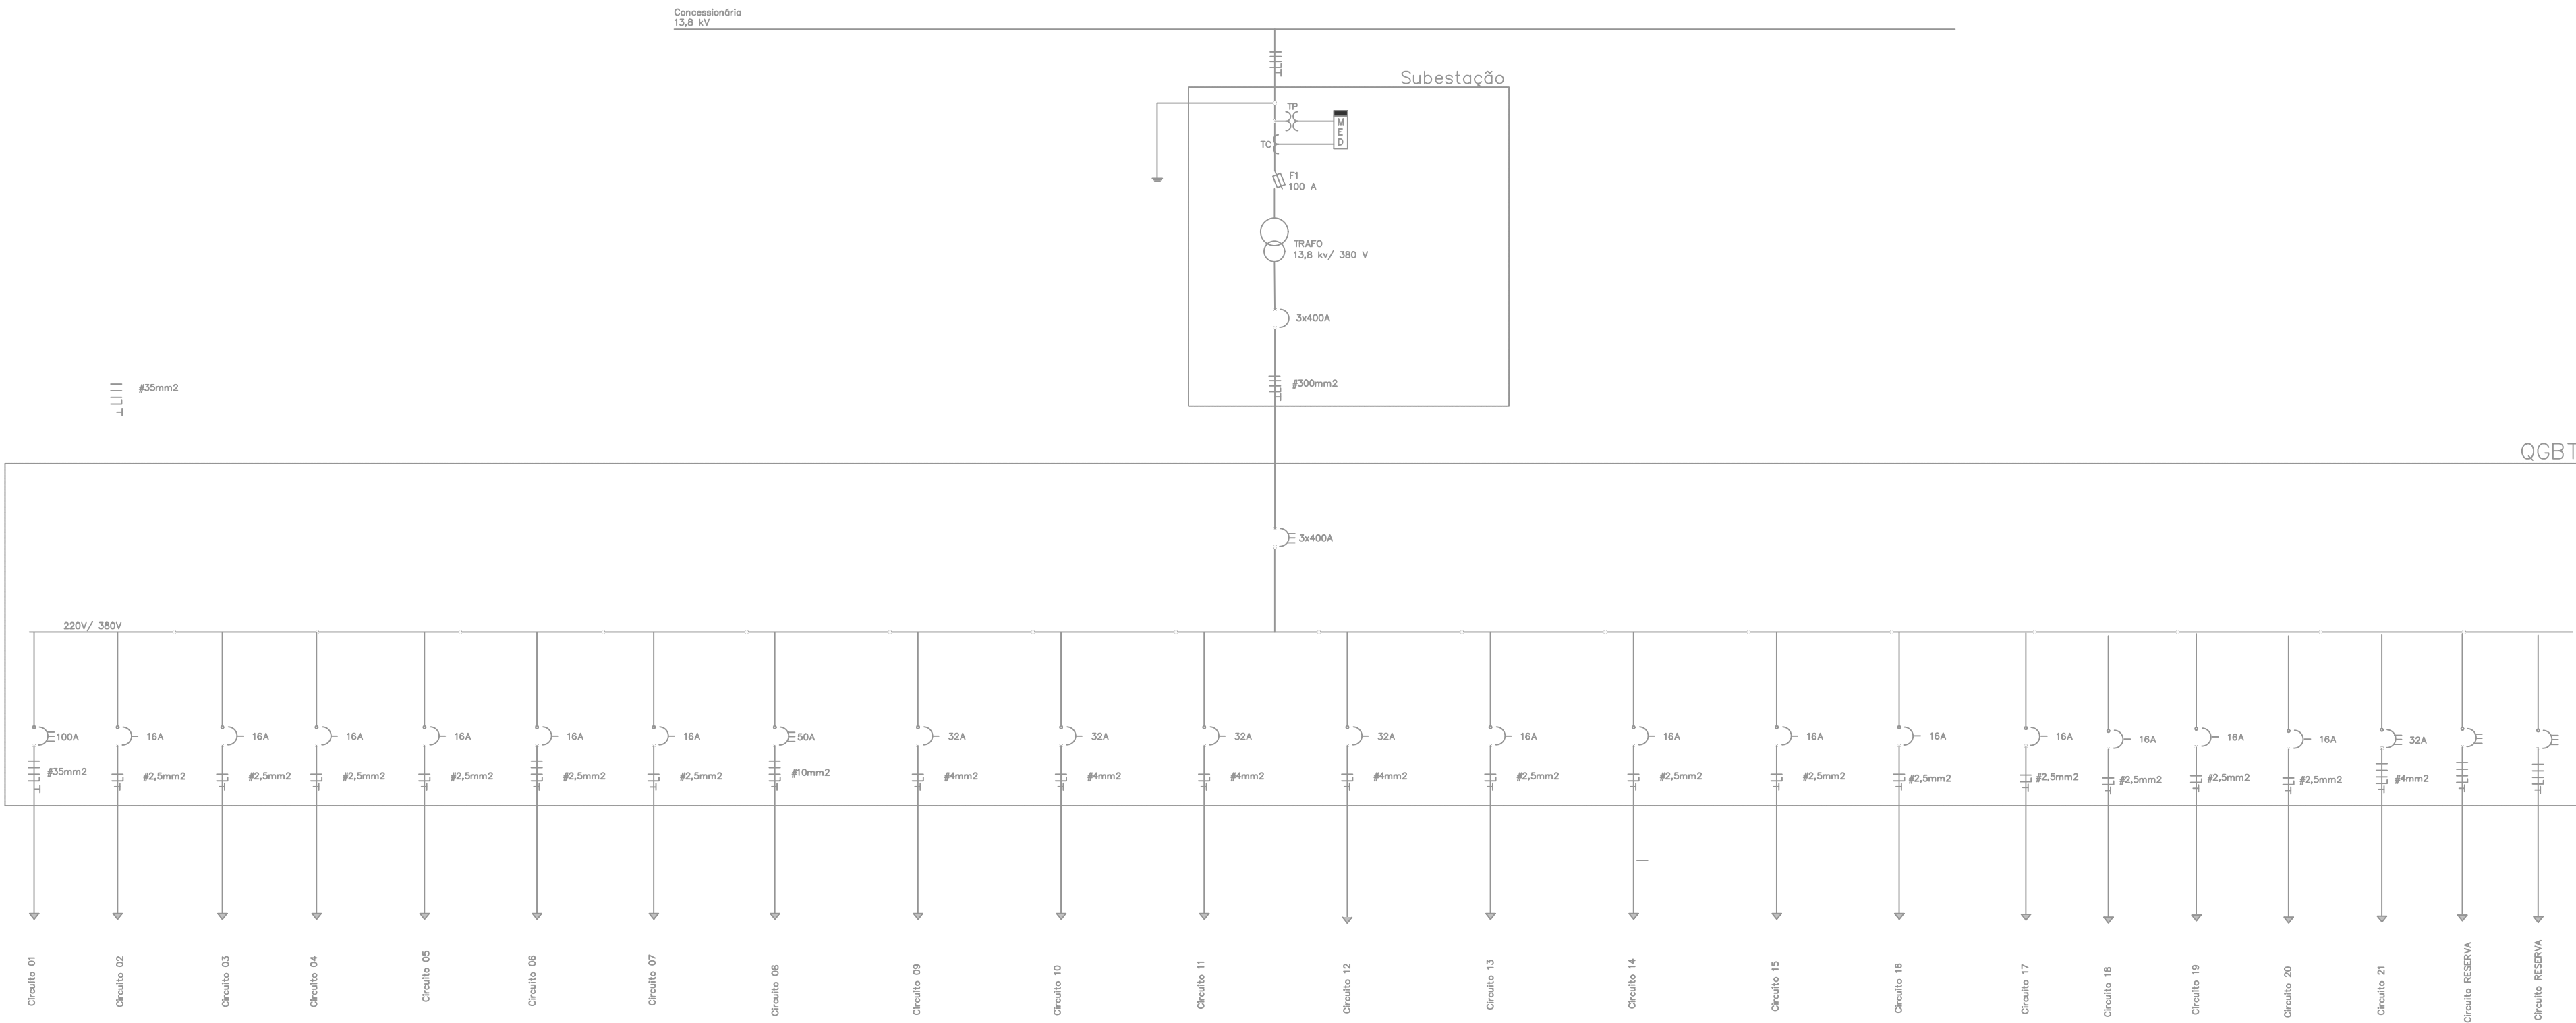 Concessionária
13,8 kV
Subestação
TP
M
E
D
TC
F1
100 A
TRAFO
13,8 kv/ 380 V
3x400A
#35mm2
#300mm2
QGBT
3x400A
220V/ 380V
100A
16A
16A
16A
16A
16A
16A
50A
32A
32A
32A
32A
16A
16A
16A
16A
16A
16A
16A
16A
32A
#35mm2
#2,5mm2
#2,5mm2
#2,5mm2
#2,5mm2
#2,5mm2
#2,5mm2
#10mm2
#4mm2
#4mm2
#4mm2
#4mm2
#2,5mm2
#2,5mm2
#2,5mm2
#2,5mm2
#2,5mm2
#2,5mm2
#2,5mm2
#2,5mm2
#4mm2
Circuito 01
Circuito 02
Circuito 03
Circuito 04
Circuito 05
Circuito 06
Circuito 07
Circuito 08
Circuito 09
Circuito 10
Circuito 11
Circuito 12
Circuito 13
Circuito 14
Circuito 15
Circuito 16
Circuito 17
Circuito 18
Circuito 19
Circuito 20
Circuito 21
Circuito RESERVA
Circuito RESERVA